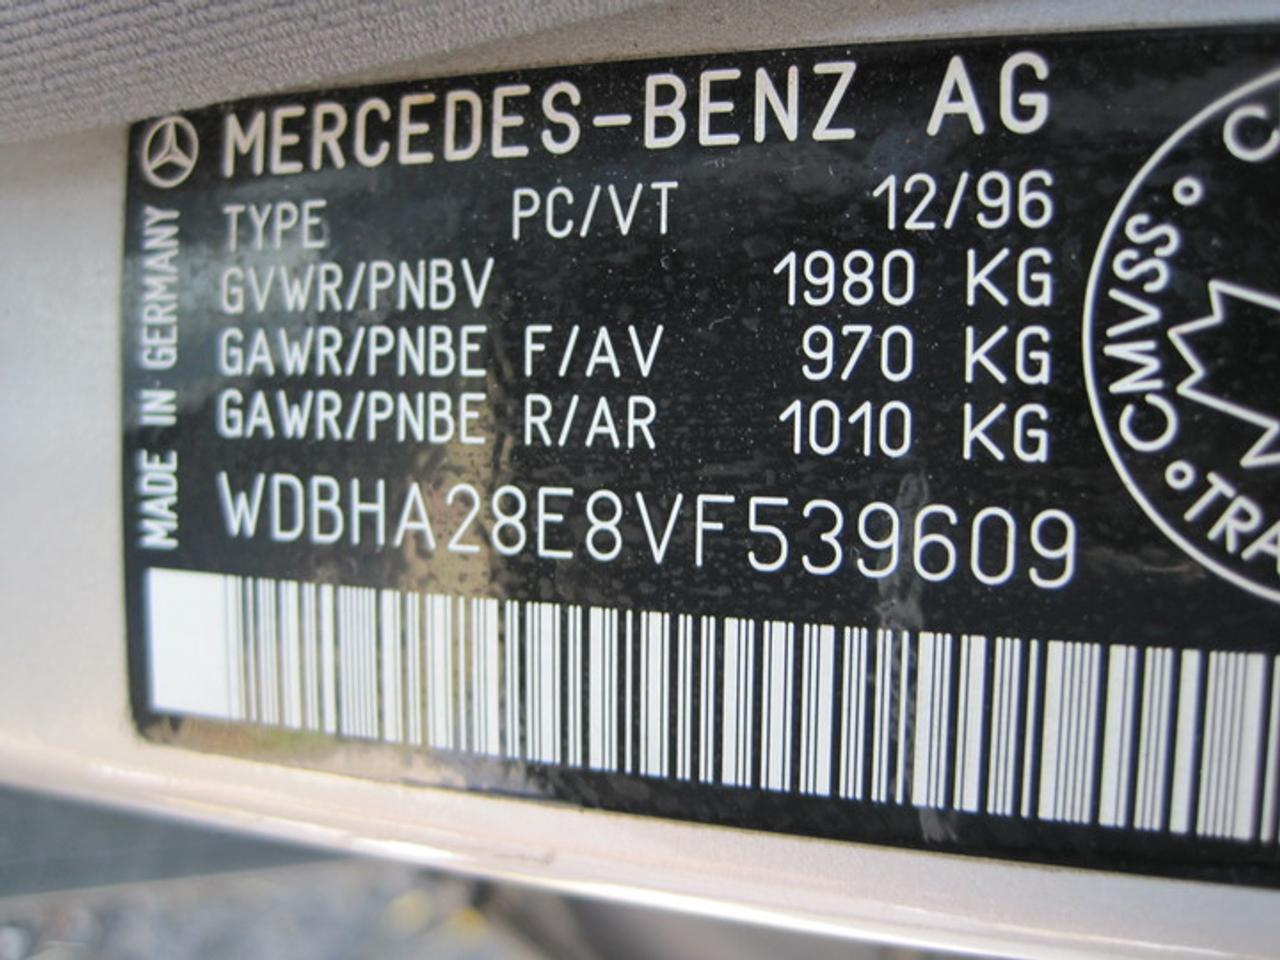 MERCEDES-BENZ AG
TYPE PC/VT 12/96
GVWR/PNBV 1980 KG
GAWR/PNBE F/AV 970 KG
GAWR/PNBE R/AR 1010 KG
WDBHA28E8VF539609
MADE IN GERMANY
CMVSS